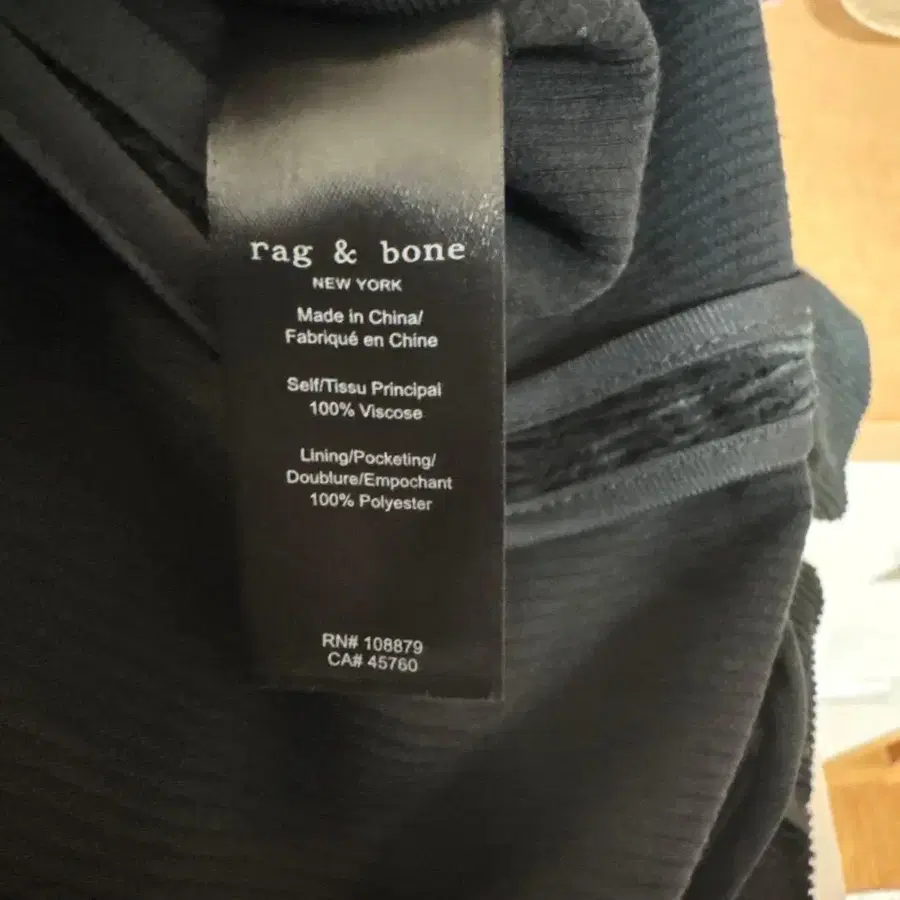 rag & bone
NEW YORK
Made in China/
Fabriqué en Chine
Self/Tissu Principal
100% Viscose
Lining/Pocketing/
Doublure/Empochant
100% Polyester
RN# 108879
CA# 45760